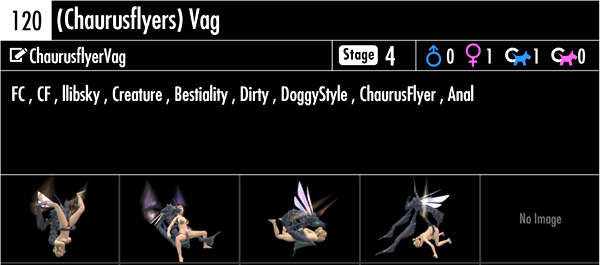 120 (Chaurusflyers) Vag
ChaurusflyerVag Stage 4 0 1 1 0
FC , CF , llibsky , Creature , Bestiality , Dirty , DoggyStyle , ChaurusFlyer , Anal
No Image